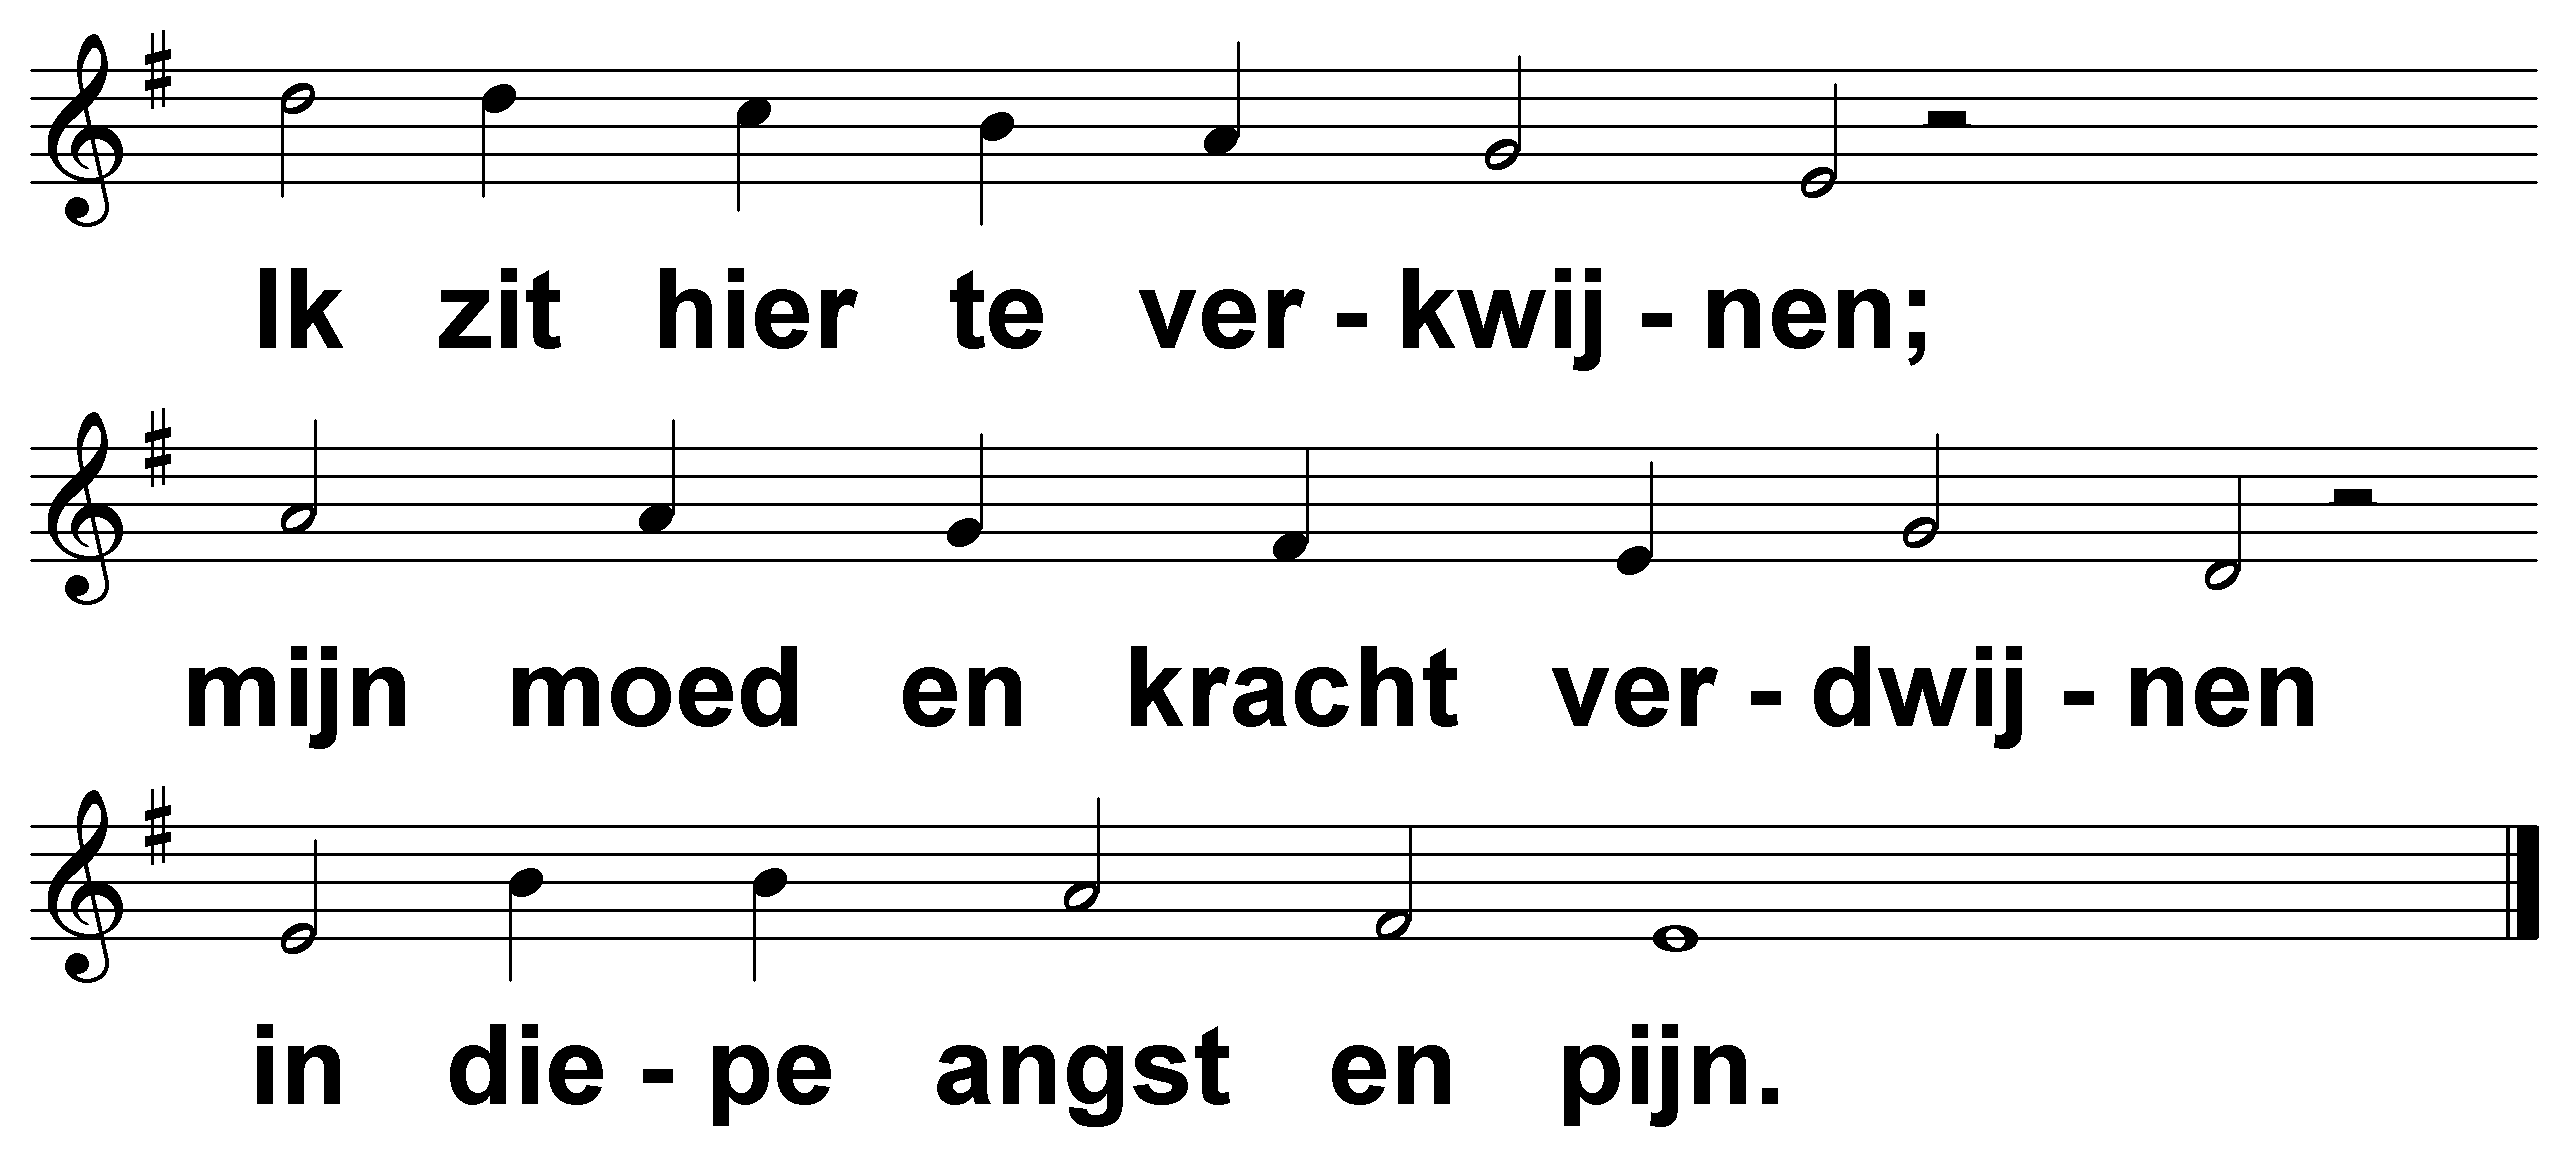 Ik zit hier te ver - kwij - nen;
mijn moed en kracht ver - dwij - nen
in die - pe angst en pijn.